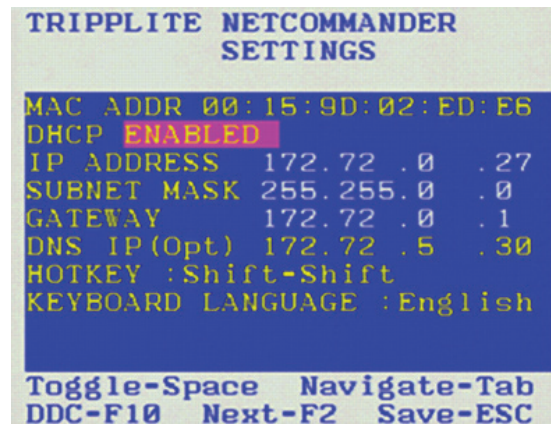 TRIPPLITE NETCOMMANDER
SETTINGS
MAC ADDR 00:15:9D:02:ED:E6
DHCP ENABLED
IP ADDRESS 172.72 .0 .27
SUBNET MASK 255.255.0 .0
GATEWAY 172.72 .0 .1
DNS IP(Opt) 172.72 .5 .30
HOTKEY :Shift-Shift
KEYBOARD LANGUAGE :English
Toggle-Space Navigate-Tab
DDC-F10 Next-F2 Save-ESC